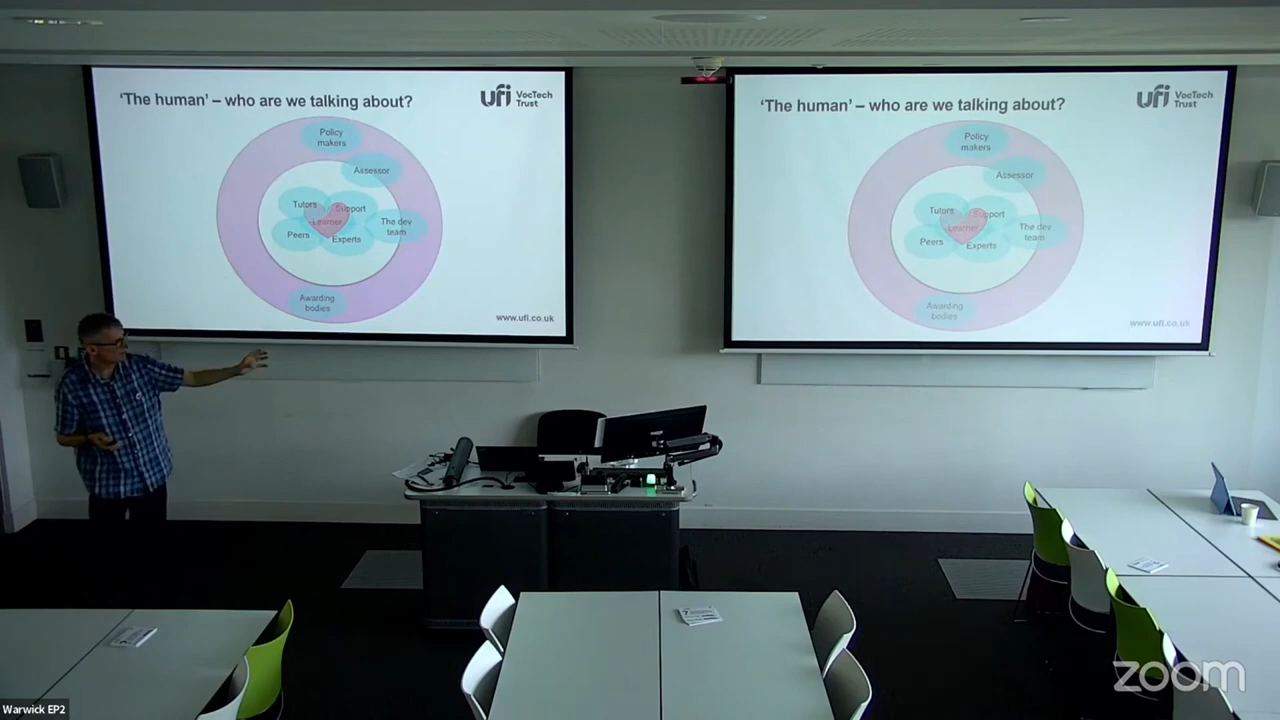 'The human' – who are we talking about?
ufi VocTech
Trust
Policy
makers
Assessor
Tutors
Support
Learner
The dev
team
Peers
Experts
Awarding
bodies
www.ufi.co.uk
'The human' – who are we talking about?
ufi VocTech
Trust
Policy
makers
Assessor
Tutors
Support
Learner
The dev
team
Peers
Experts
Awarding
bodies
www.ufi.co.uk
zoom
Warwick EP2